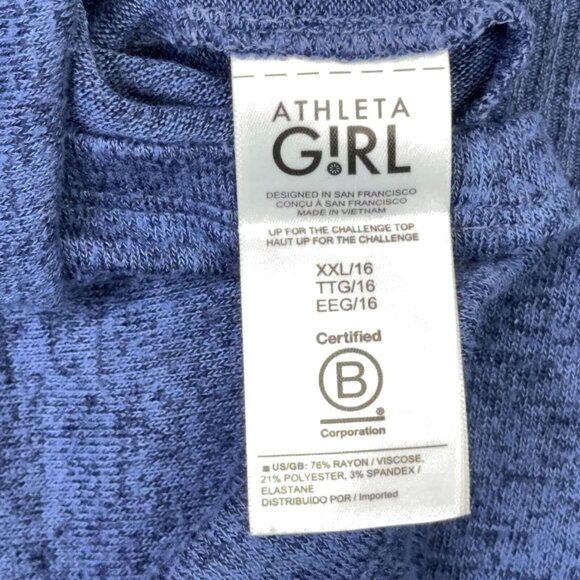 ATHLETA
G!RL
DESIGNED IN SAN FRANCISCO
CONÇU À SAN FRANCISCO
MADE IN VIETNAM
UP FOR THE CHALLENGE TOP
HAUT UP FOR THE CHALLENGE
XXL/16
TTG/16
EEG/16
Certified
B
®
Corporation
US/GB: 76% RAYON / VISCOSE,
21% POLYESTER, 3% SPANDEX /
ELASTANE
DISTRIBUIDO POR / Imported